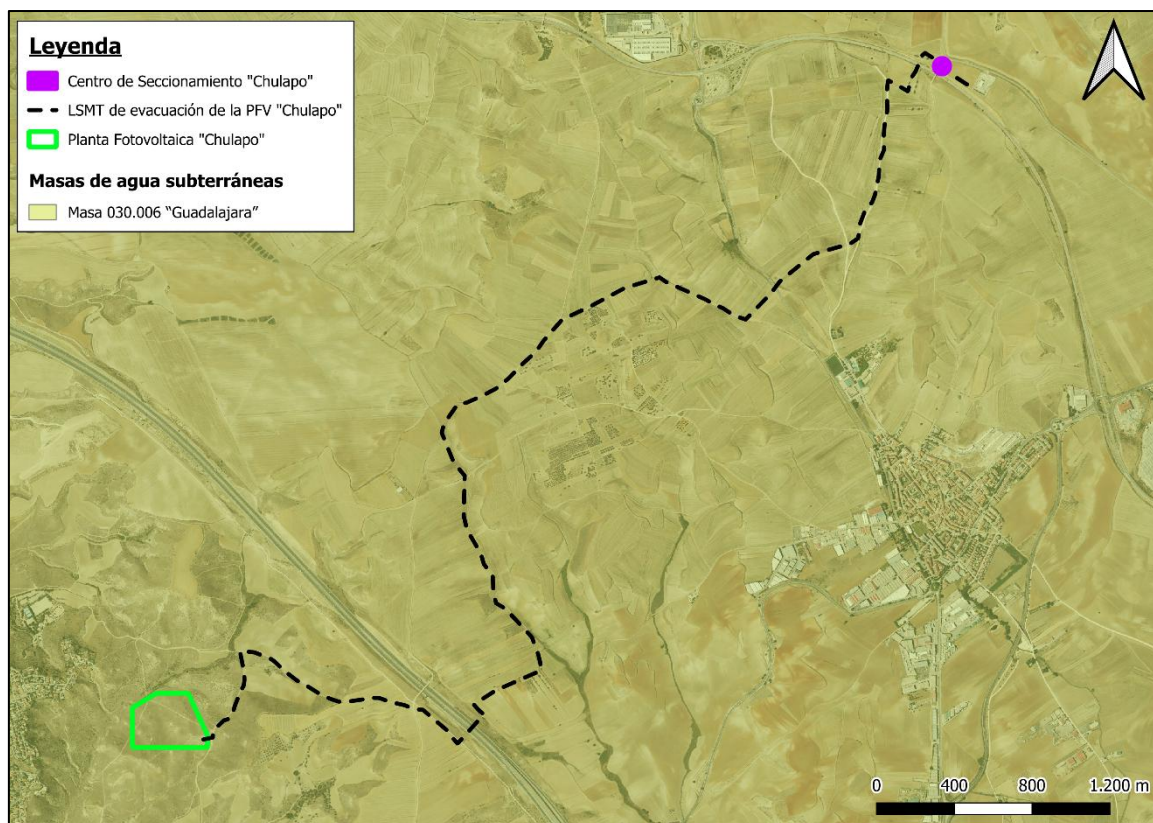 Leyenda
Centro de Seccionamiento "Chulapo"
LSMT de evacuación de la PFV "Chulapo"
Planta Fotovoltaica "Chulapo"
Masas de agua subterráneas
Masa 030.006 “Guadalajara”
0 400 800 1.200 m